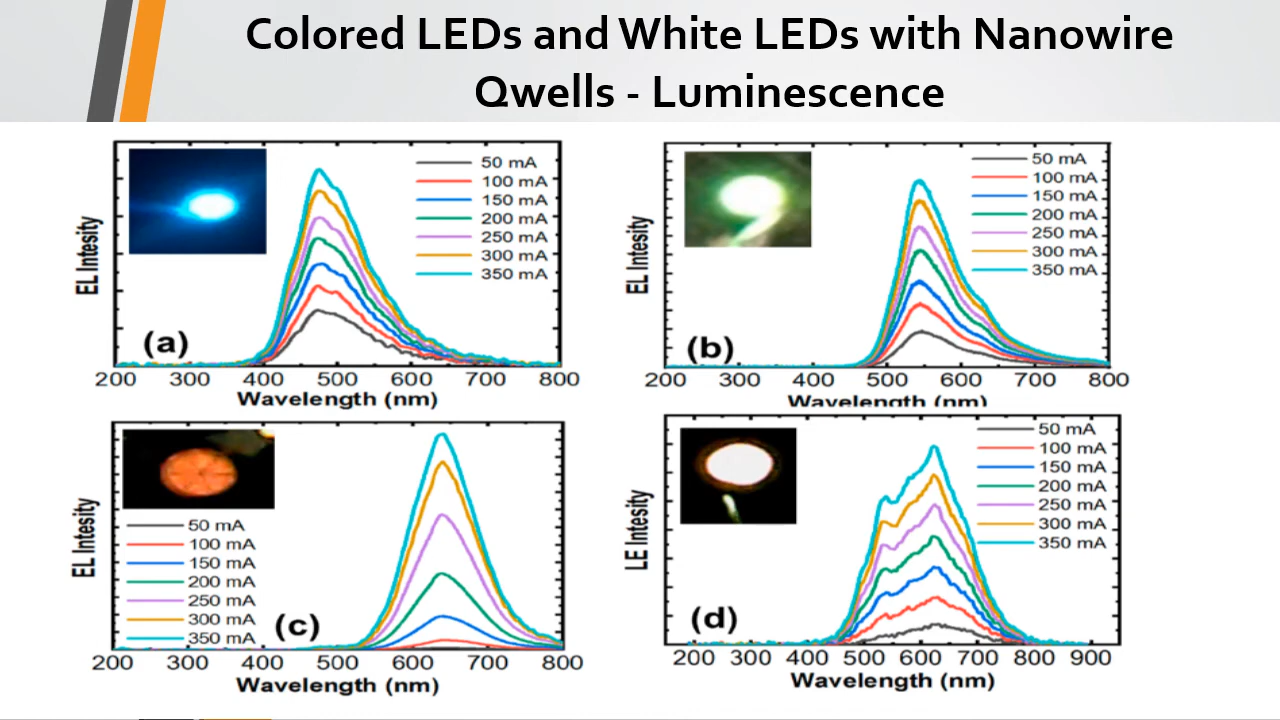 Colored LEDs and White LEDs with Nanowire
Qwells - Luminescence
EL Intesity
50 mA
100 mA
150 mA
200 mA
250 mA
300 mA
350 mA
(a)
200 300 400 500 600 700 800
Wavelength (nm)
EL Intesity
50 mA
100 mA
150 mA
200 mA
250 mA
300 mA
350 mA
(b)
200 300 400 500 600 700 800
Wavelength (nm)
EL Intesity
50 mA
100 mA
150 mA
200 mA
250 mA
300 mA
350 mA
(c)
200 300 400 500 600 700 800
Wavelength (nm)
LE Intesity
50 mA
100 mA
150 mA
200 mA
250 mA
300 mA
350 mA
(d)
200 300 400 500 600 700 800 900
Wavelength (nm)